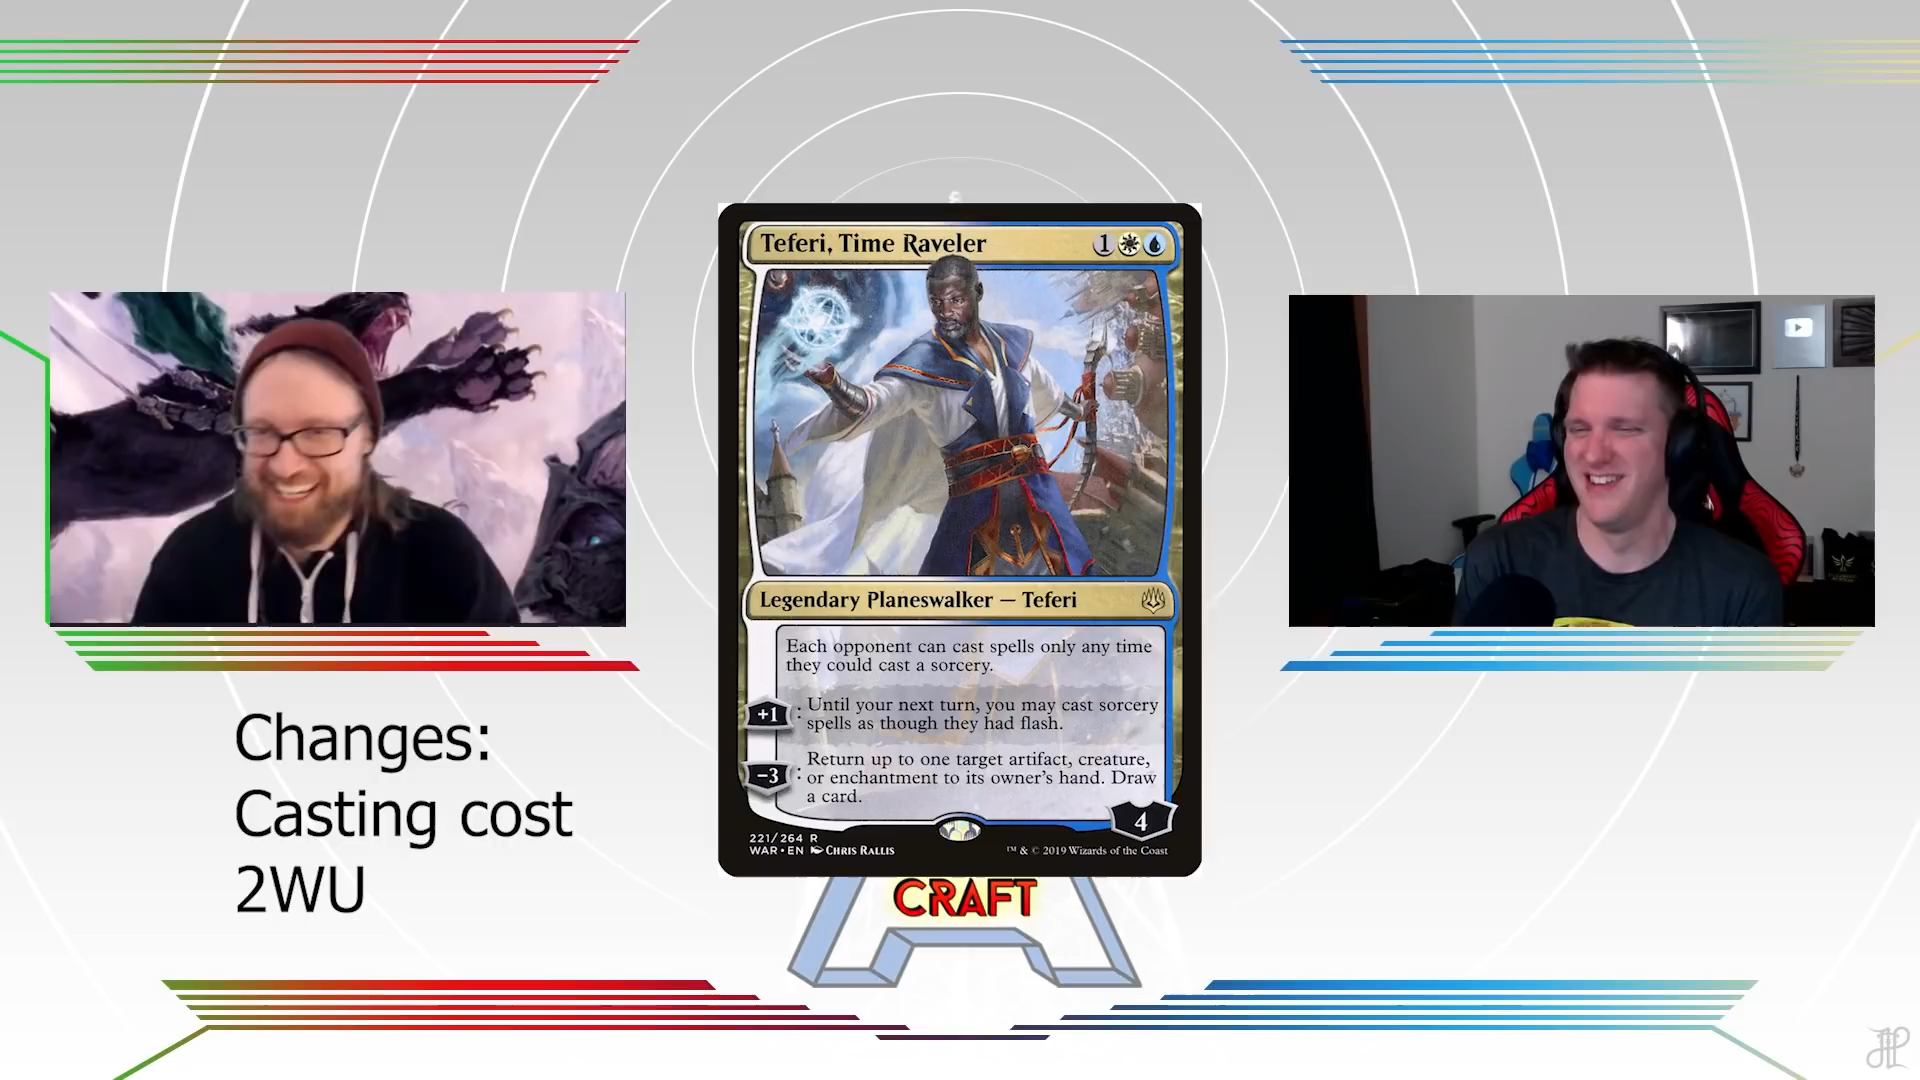 Teferi, Time Raveler 1
Legendary Planeswalker — Teferi
Each opponent can cast spells only any time
they could cast a sorcery.
+1 : Until your next turn, you may cast sorcery
spells as though they had flash.
−3 : Return up to one target artifact, creature,
or enchantment to its owner's hand. Draw
a card.
4
221/264 R
WAR • EN Chris Rallis
™ & © 2019 Wizards of the Coast
CRAFT
Changes:
Casting cost
2WU